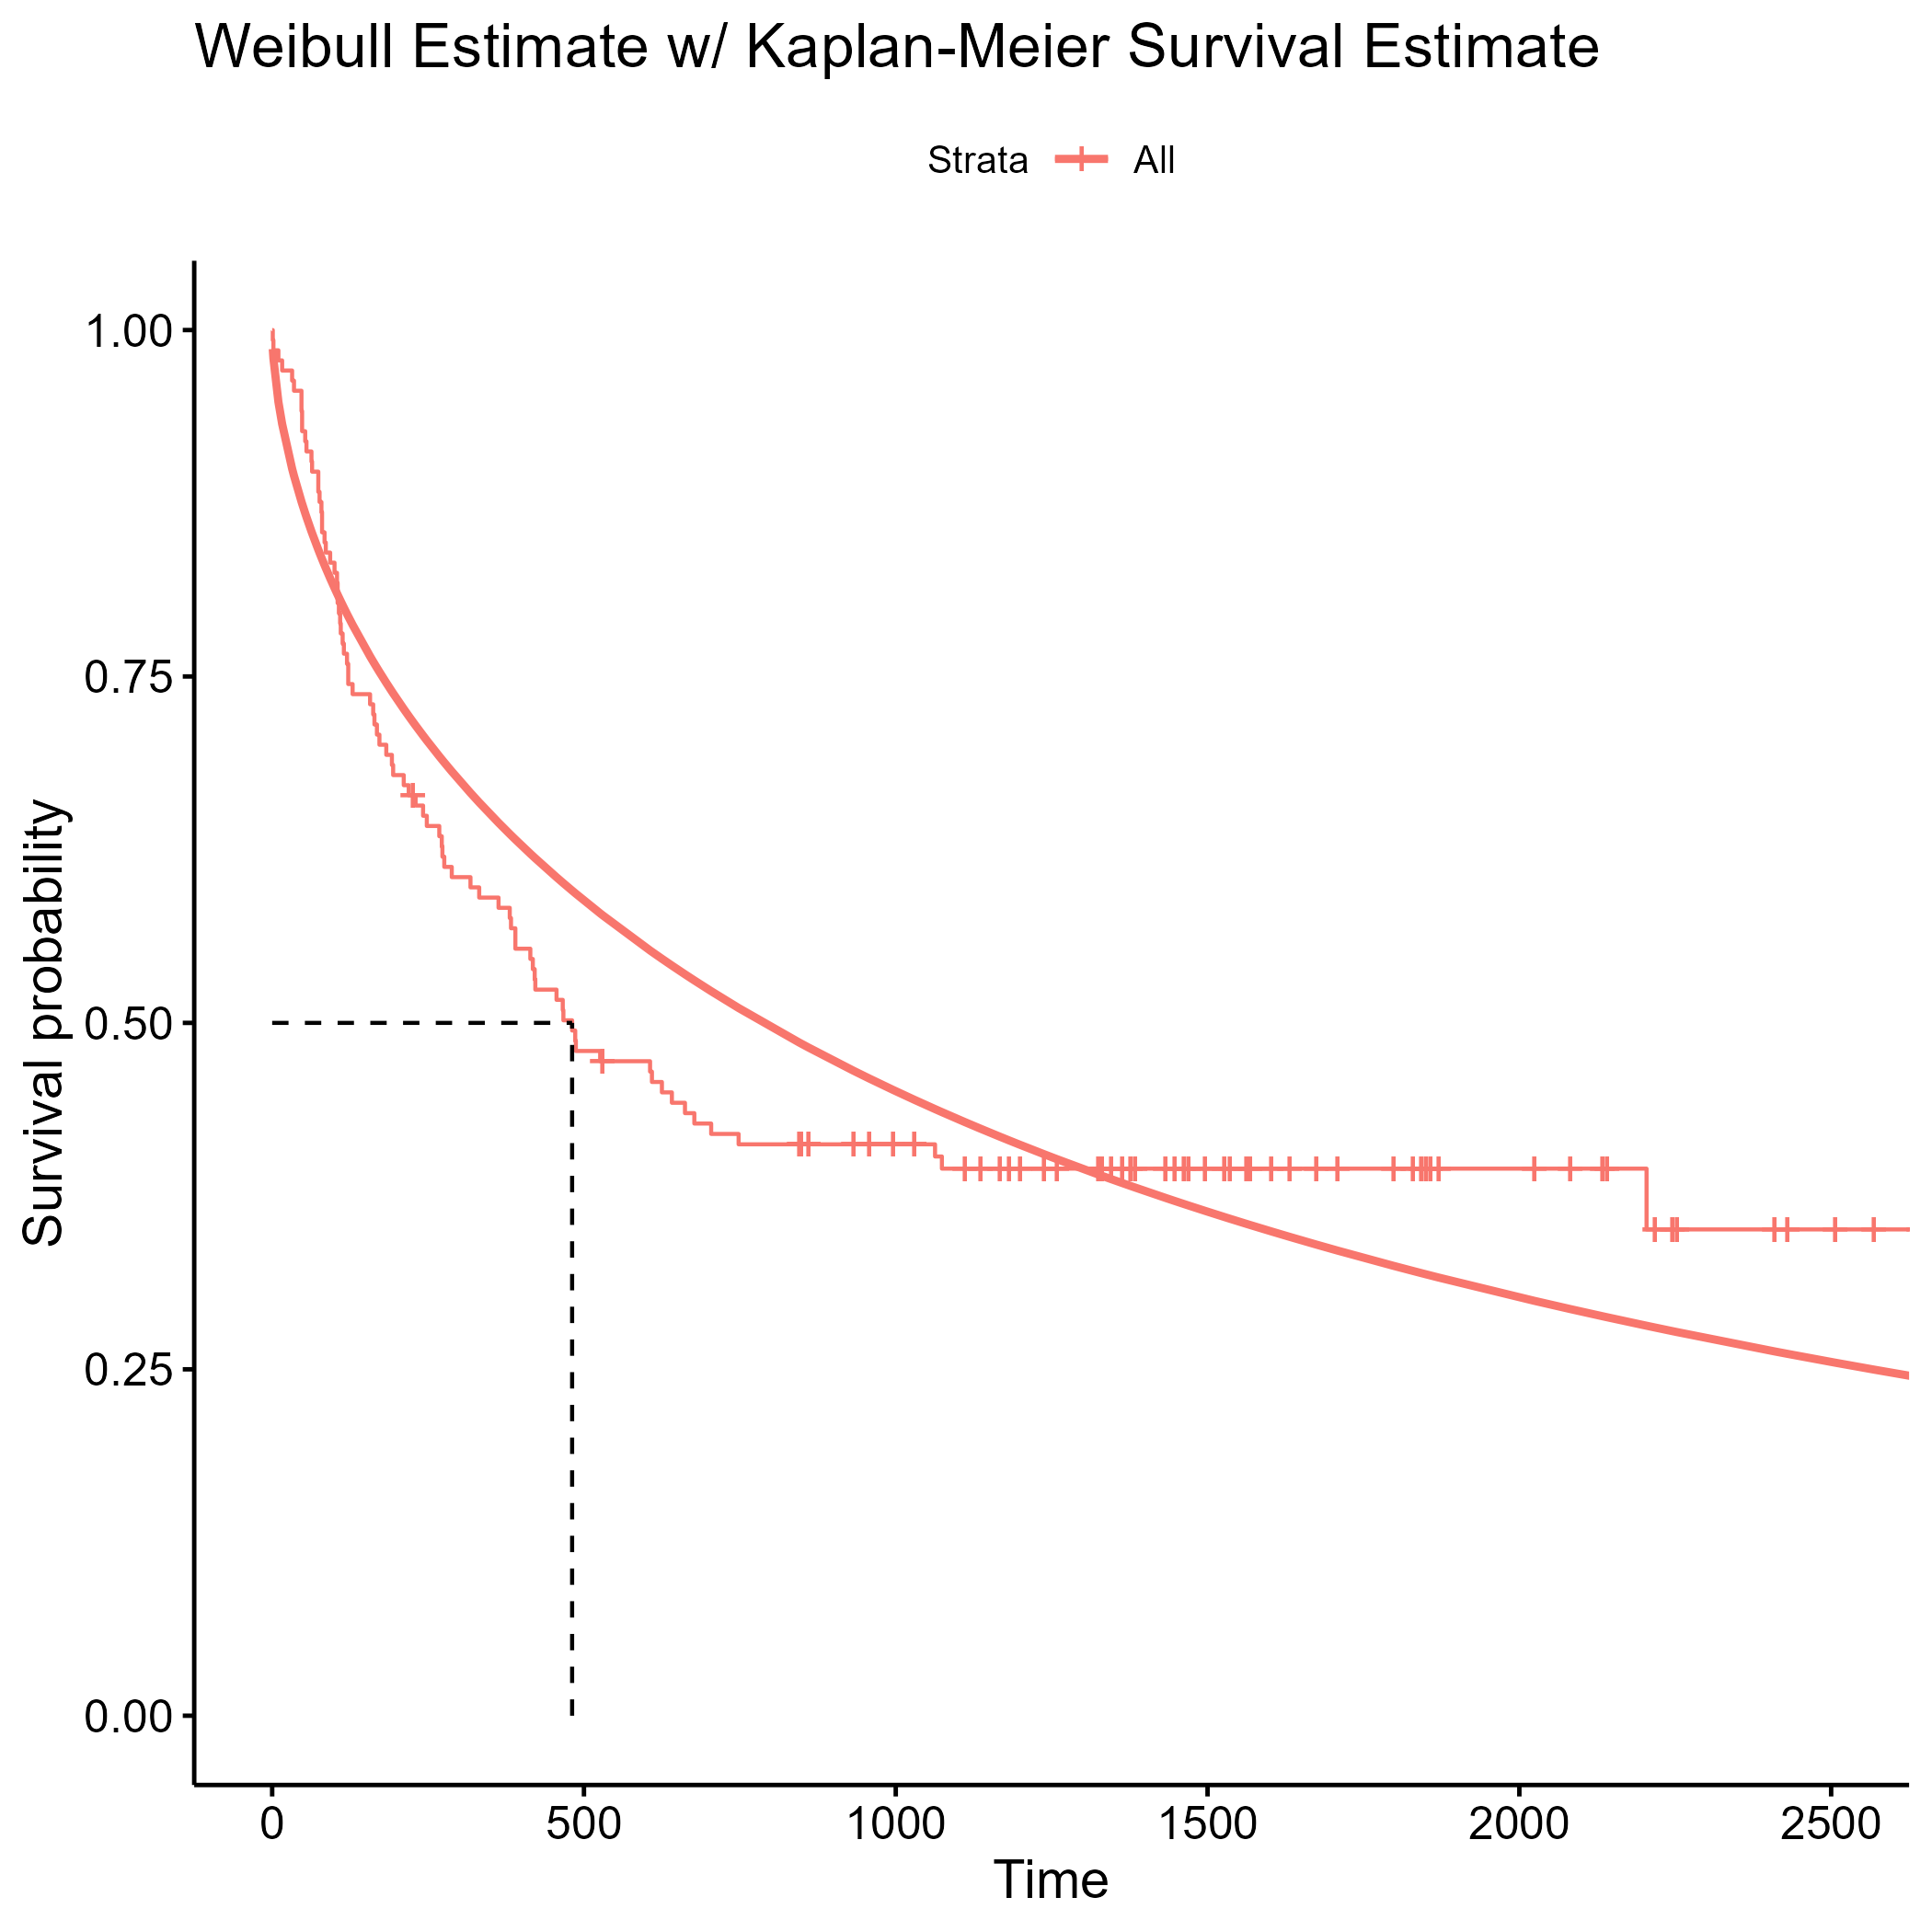 Weibull Estimate w/ Kaplan-Meier Survival Estimate
Strata All
Survival probability
1.00
0.75
0.50
0.25
0.00
0 500 1000 1500 2000 2500
Time